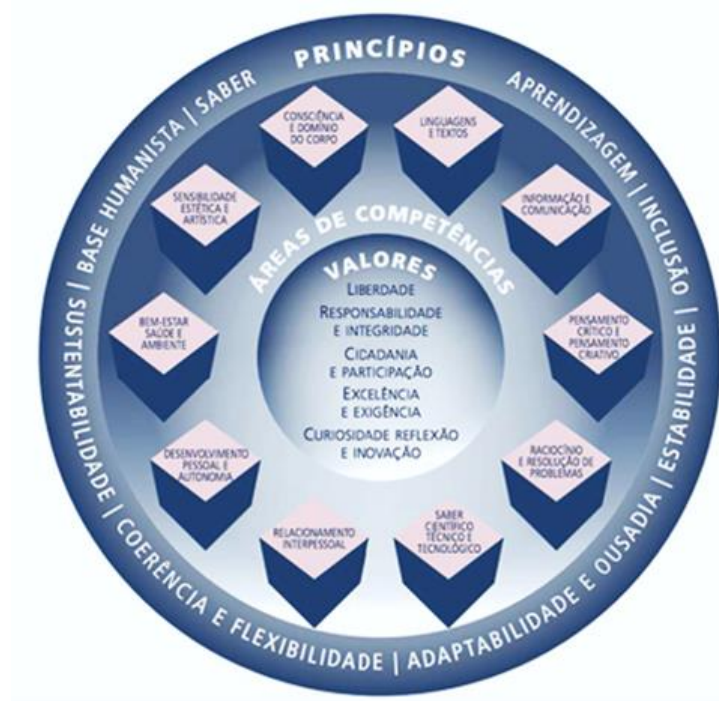 PRINCÍPIOS
BASE HUMANISTA | SABER
APRENDIZAGEM | INCLUSÃO |
ESTABILIDADE |
ADAPTABILIDADE E OUSADIA |
COERÊNCIA E FLEXIBILIDADE |
SUSTENTABILIDADE |
ÁREAS DE COMPETÊNCIAS
LINGUAGENS
E TEXTOS
INFORMAÇÃO E
COMUNICAÇÃO
PENSAMENTO
CRÍTICO E
PENSAMENTO
CRIATIVO
RACIOCÍNIO
E RESOLUÇÃO DE
PROBLEMAS
SABER
CIENTÍFICO
TÉCNICO E
TECNOLÓGICO
RELACIONAMENTO
INTERPESSOAL
DESENVOLVIMENTO
PESSOAL E
AUTONOMIA
BEM-ESTAR
SAÚDE E
AMBIENTE
SENSIBILIDADE
ESTÉTICA E
ARTÍSTICA
CONSCIÊNCIA
E DOMÍNIO
DO CORPO
VALORES
LIBERDADE
RESPONSABILIDADE
E INTEGRIDADE
CIDADANIA
E PARTICIPAÇÃO
EXCELÊNCIA
E EXIGÊNCIA
CURIOSIDADE REFLEXÃO
E INOVAÇÃO